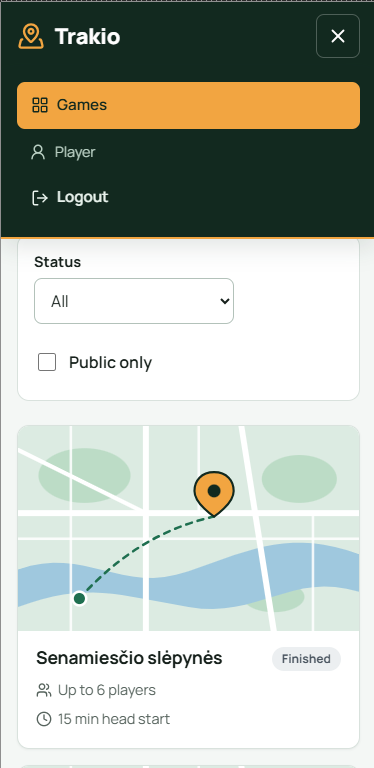 Trakio
Games
Player
Logout
Status
All
Public only
Senamiesčio slėpynės
Finished
Up to 6 players
15 min head start